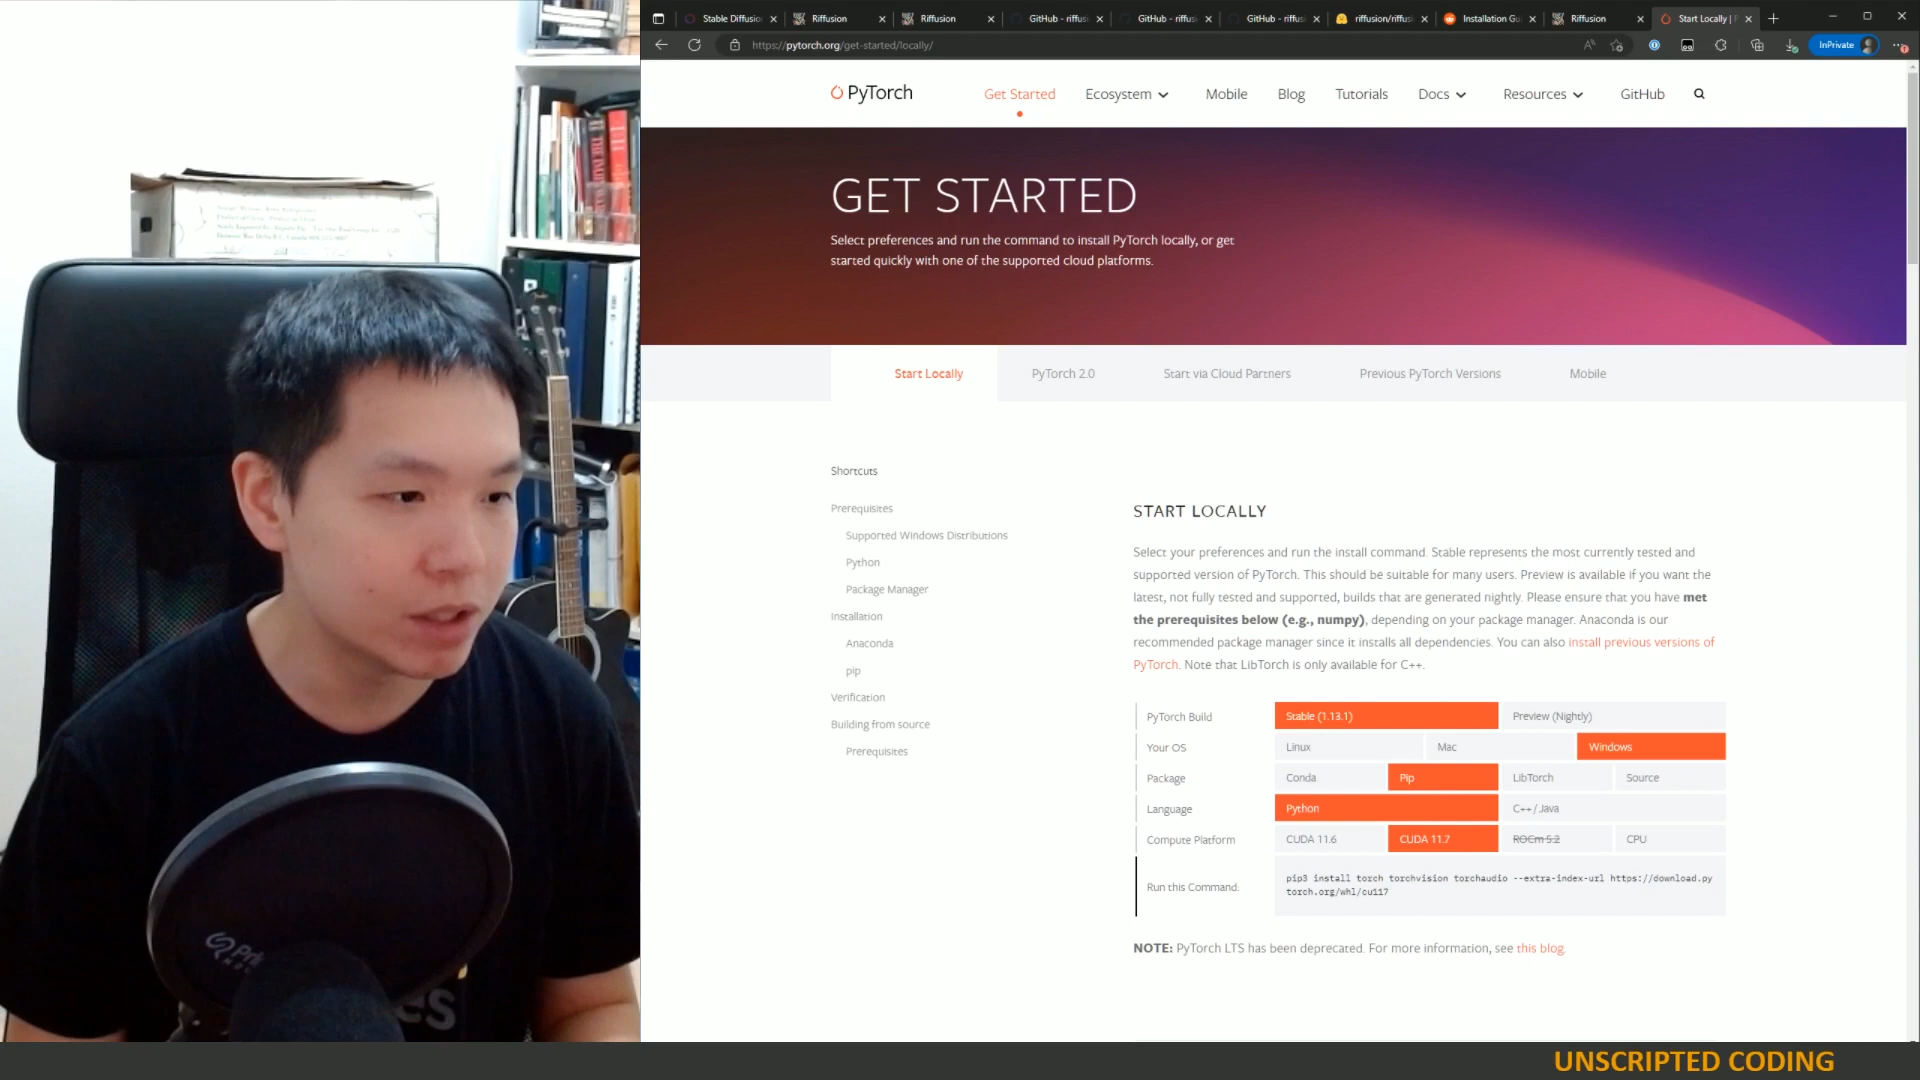 Stable Diffusion
Riffusion
Riffusion
GitHub - riffus
GitHub - riffus
GitHub - riffus
riffusion/riffus
Installation Gu
Riffusion
Start Locally | P
https://pytorch.org/get-started/locally/
InPrivate
PyTorch
Get Started
Ecosystem
Mobile
Blog
Tutorials
Docs
Resources
GitHub
GET STARTED
Select preferences and run the command to install PyTorch locally, or get
started quickly with one of the supported cloud platforms.
Start Locally
PyTorch 2.0
Start via Cloud Partners
Previous PyTorch Versions
Mobile
Shortcuts
Prerequisites
Supported Windows Distributions
Python
Package Manager
Installation
Anaconda
pip
Verification
Building from source
Prerequisites
START LOCALLY
Select your preferences and run the install command. Stable represents the most currently tested and
supported version of PyTorch. This should be suitable for many users. Preview is available if you want the
latest, not fully tested and supported, builds that are generated nightly. Please ensure that you have met
the prerequisites below (e.g., numpy), depending on your package manager. Anaconda is our
recommended package manager since it installs all dependencies. You can also install previous versions of
PyTorch. Note that LibTorch is only available for C++.
PyTorch Build
Stable (1.13.1)
Preview (Nightly)
Your OS
Linux
Mac
Windows
Package
Conda
Pip
LibTorch
Source
Language
Python
C++ / Java
Compute Platform
CUDA 11.6
CUDA 11.7
ROCm 5.2
CPU
Run this Command:
pip3 install torch torchvision torchaudio --extra-index-url https://download.py
torch.org/whl/cu117
NOTE: PyTorch LTS has been deprecated. For more information, see this blog.
UNSCRIPTED CODING